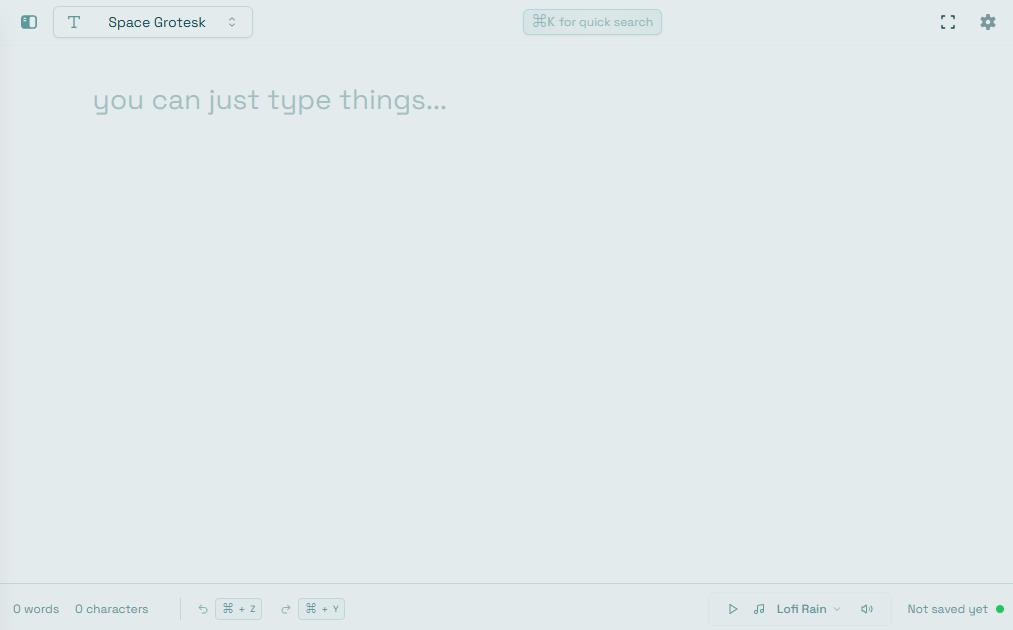 Space Grotesk
⌘K for quick search
you can just type things...
0 words 0 characters ⌘ + Z ⌘ + Y Lofi Rain Not saved yet